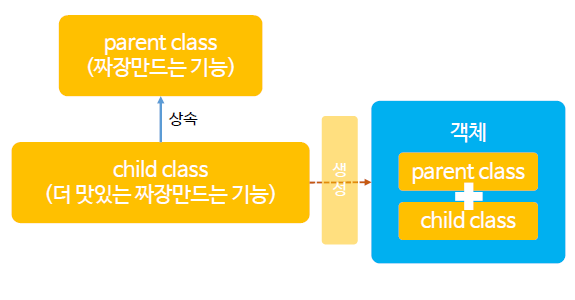 parent class
(짜장만드는 기능)
상속
child class
(더 맛있는 짜장만드는 기능)
생
성
객체
parent class
child class